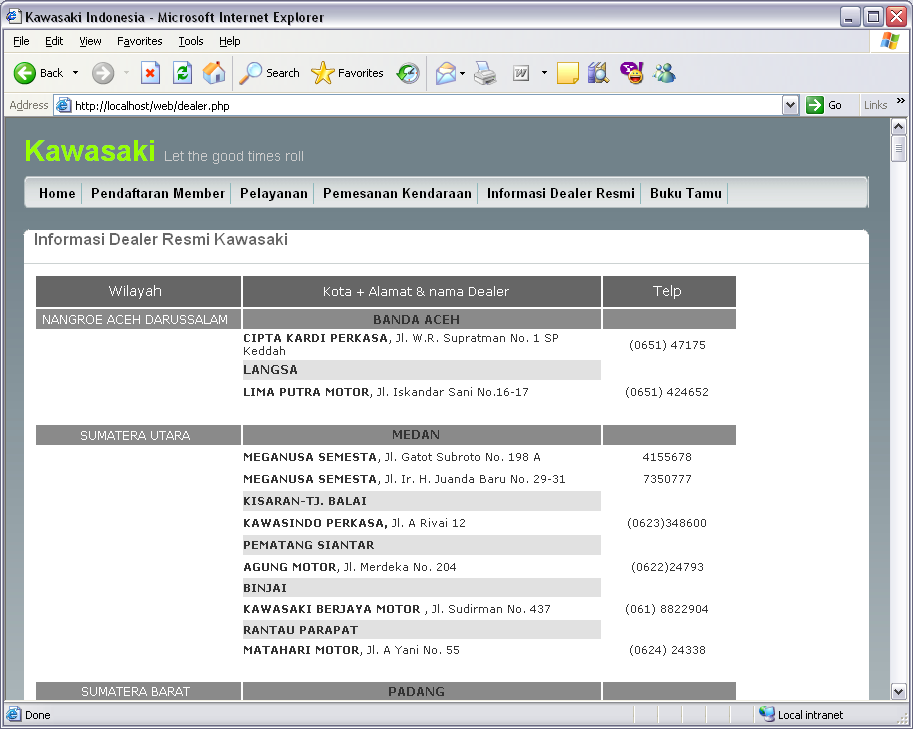 Kawasaki Indonesia - Microsoft Internet Explorer
File Edit View Favorites Tools Help
Back Search Favorites
Address http://localhost/web/dealer.php Go Links »
Kawasaki Let the good times roll
Home Pendaftaran Member Pelayanan Pemesanan Kendaraan Informasi Dealer Resmi Buku Tamu
Informasi Dealer Resmi Kawasaki
Wilayah Kota + Alamat & nama Dealer Telp
NANGROE ACEH DARUSSALAM BANDA ACEH
CIPTA KARDI PERKASA, Jl. W.R. Supratman No. 1 SP
Keddah (0651) 47175
LANGSA
LIMA PUTRA MOTOR, Jl. Iskandar Sani No.16-17 (0651) 424652
SUMATERA UTARA MEDAN
MEGANUSA SEMESTA, Jl. Gatot Subroto No. 198 A 4155678
MEGANUSA SEMESTA, Jl. Ir. H. Juanda Baru No. 29-31 7350777
KISARAN-TJ. BALAI
KAWASINDO PERKASA, Jl. A Rivai 12 (0623)348600
PEMATANG SIANTAR
AGUNG MOTOR, Jl. Merdeka No. 204 (0622)24793
BINJAI
KAWASAKI BERJAYA MOTOR , Jl. Sudirman No. 437 (061) 8822904
RANTAU PARAPAT
MATAHARI MOTOR, Jl. A Yani No. 55 (0624) 24338
SUMATERA BARAT PADANG
Done Local intranet